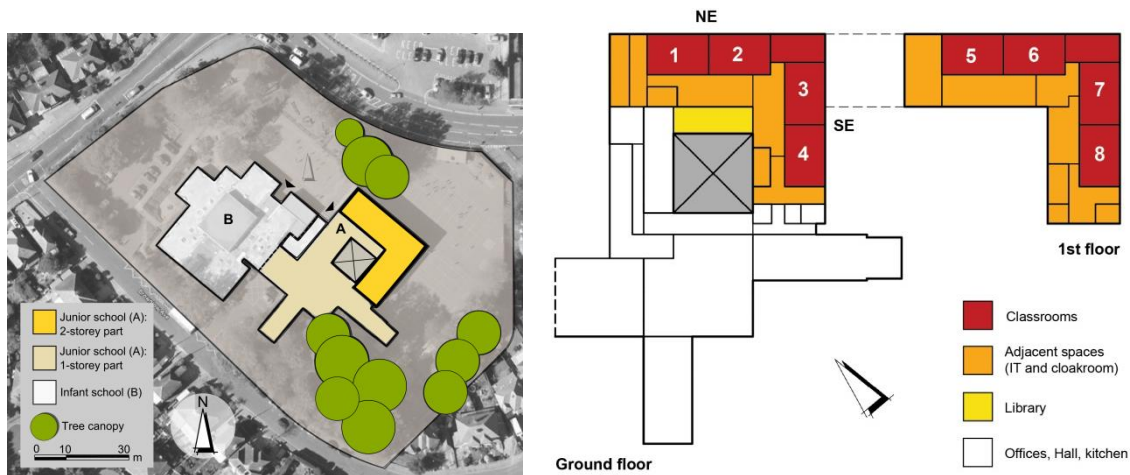 B
A
Junior school (A):
2-storey part
Junior school (A):
1-storey part
Infant school (B)
Tree canopy
0 10 30 m
N
NE
1 2
3
SE
4
5 6
7
8
1st floor
Ground floor
Classrooms
Adjacent spaces
(IT and cloakroom)
Library
Offices, Hall, kitchen